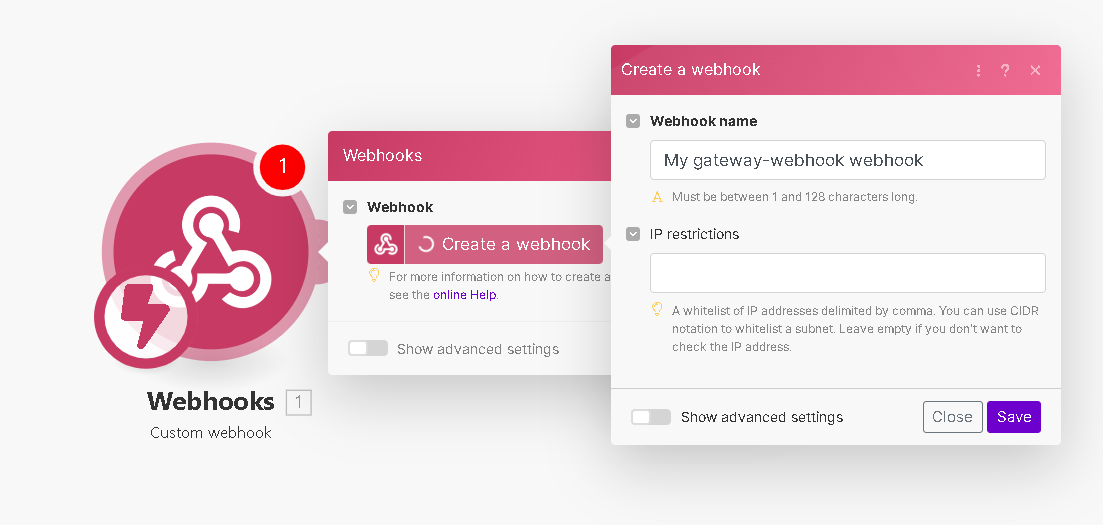 1
Webhooks 1
Custom webhook
Webhooks
Webhook
Create a webhook
For more information on how to create a
see the online Help.
Show advanced settings
Create a webhook
Webhook name
My gateway-webhook webhook
A Must be between 1 and 128 characters long.
IP restrictions
A whitelist of IP addresses delimited by comma. You can use CIDR
notation to whitelist a subnet. Leave empty if you don't want to
check the IP address.
Show advanced settings
Close Save